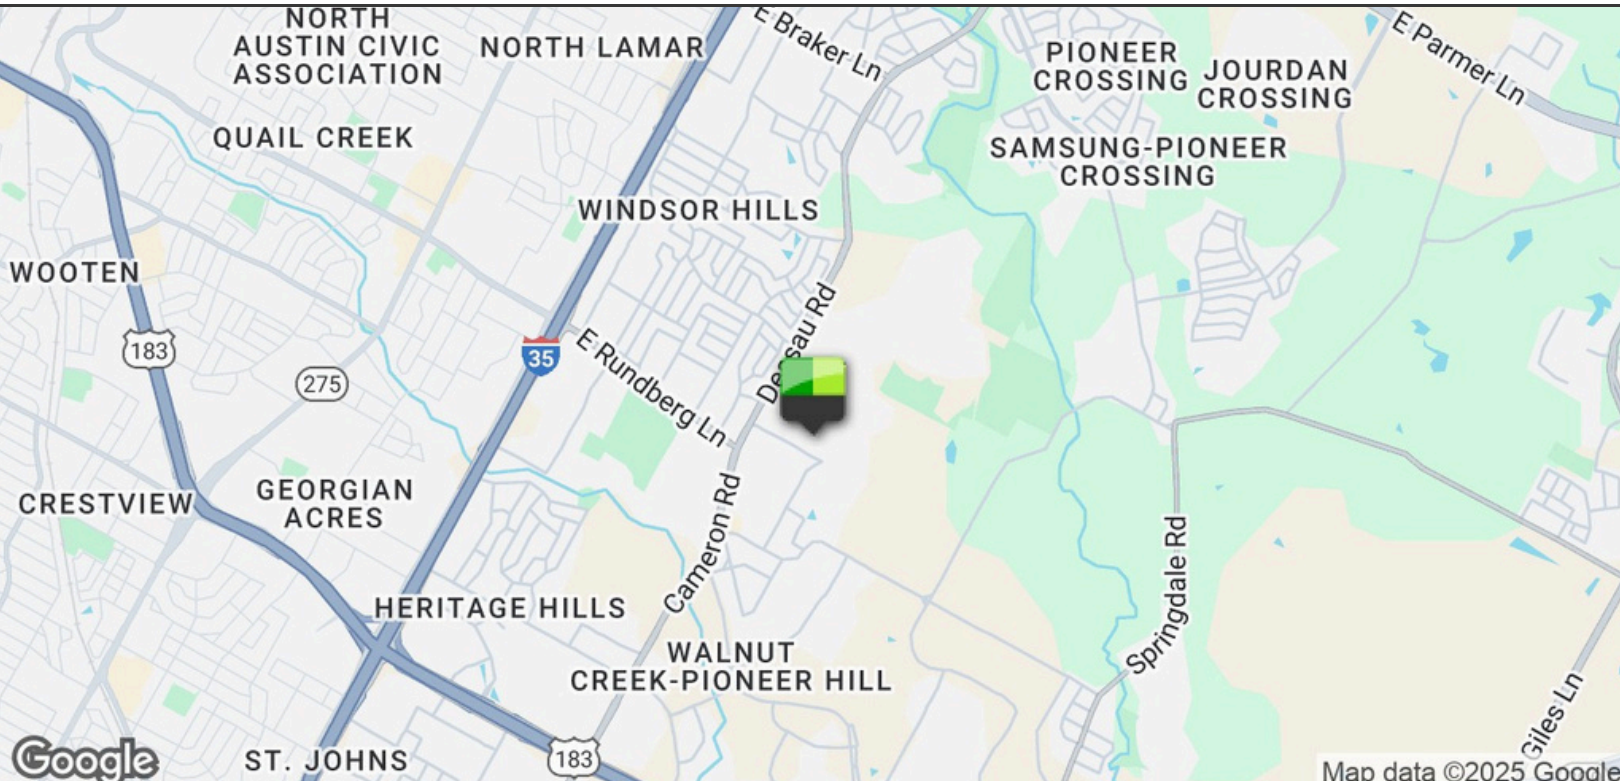 NORTH
AUSTIN CIVIC
ASSOCIATION
NORTH LAMAR
E Braker Ln
PIONEER
CROSSING
JOURDAN
CROSSING
E Parmer Ln
QUAIL CREEK
SAMSUNG-PIONEER
CROSSING
WINDSOR HILLS
WOOTEN
183
275
35
E Rundberg Ln
Dessau Rd
CRESTVIEW
GEORGIAN
ACRES
Cameron Rd
Springdale Rd
HERITAGE HILLS
WALNUT
CREEK-PIONEER HILL
Giles Ln
Google
ST. JOHNS
183
Map data ©2025 Google